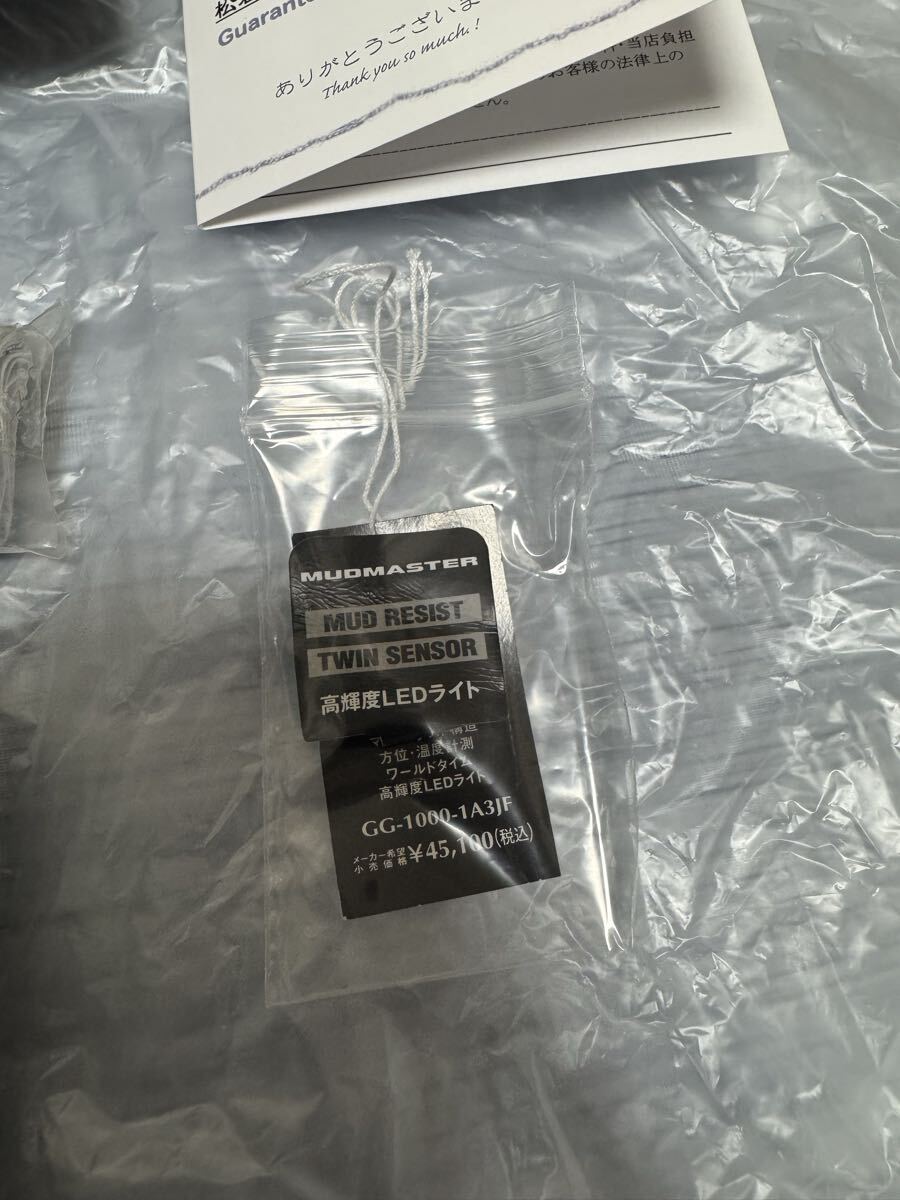 Guarante
ありがとうございま
Thank you so much.!
当店負担
お客様の法律上の
ん。
MUDMASTER
MUD RESIST
TWIN SENSOR
高輝度LEDライト
構造
方位・温度計測
ワールドタイム
高輝度LEDライト
GG-1000-1A3JF
メーカー希望
小売価格
¥45,100(税込)